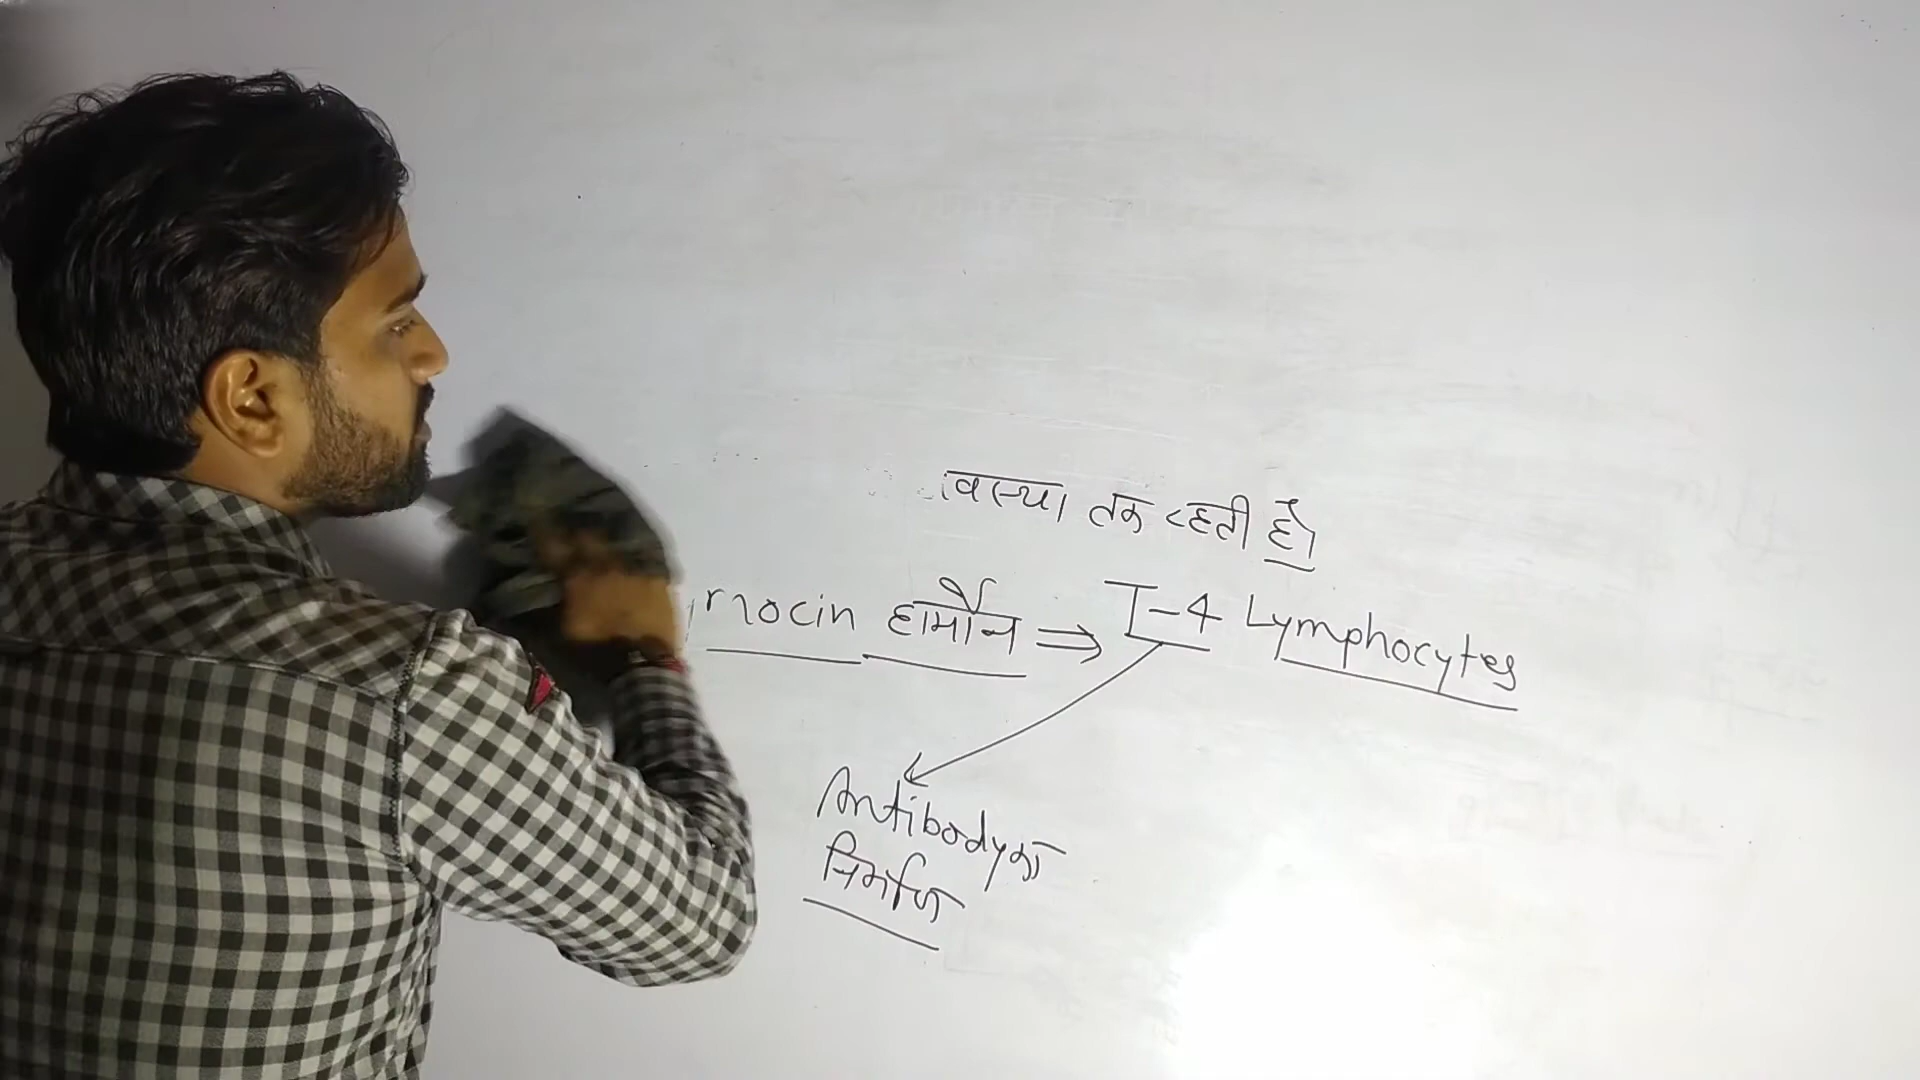 वस्था तक रहती है।
mocin हार्मोन ⇒ T-4 Lymphocytes
Antibody का
निर्माण